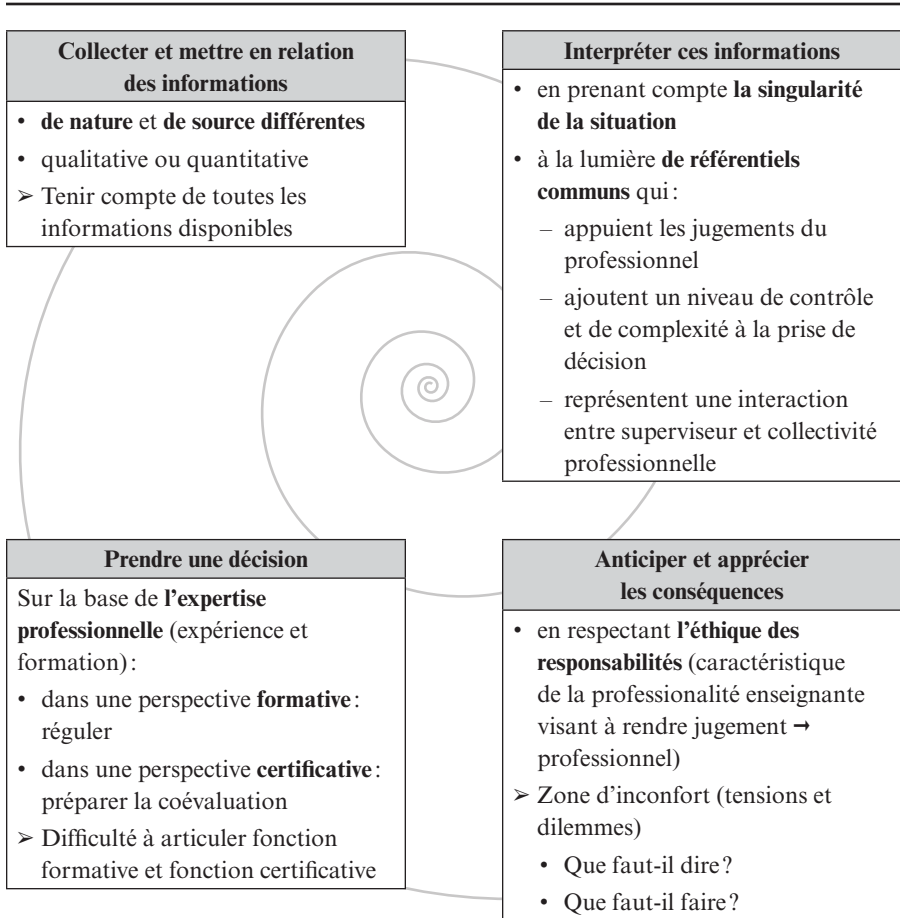 Collecter et mettre en relation
des informations
• de nature et de source différentes
• qualitative ou quantitative
➢ Tenir compte de toutes les
informations disponibles
Interpréter ces informations
• en prenant compte la singularité
de la situation
• à la lumière de référentiels
communs qui :
– appuient les jugements du
professionnel
– ajoutent un niveau de contrôle
et de complexité à la prise de
décision
– représentent une interaction
entre superviseur et collectivité
professionnelle
Prendre une décision
Sur la base de l'expertise
professionnelle (expérience et
formation) :
• dans une perspective formative :
réguler
• dans une perspective certificative :
préparer la coévaluation
➢ Difficulté à articuler fonction
formative et fonction certificative
Anticiper et apprécier
les conséquences
• en respectant l'éthique des
responsabilités (caractéristique
de la professionalité enseignante
visant à rendre jugement ➞
professionnel)
➢ Zone d'inconfort (tensions et
dilemmes)
• Que faut-il dire ?
• Que faut-il faire ?